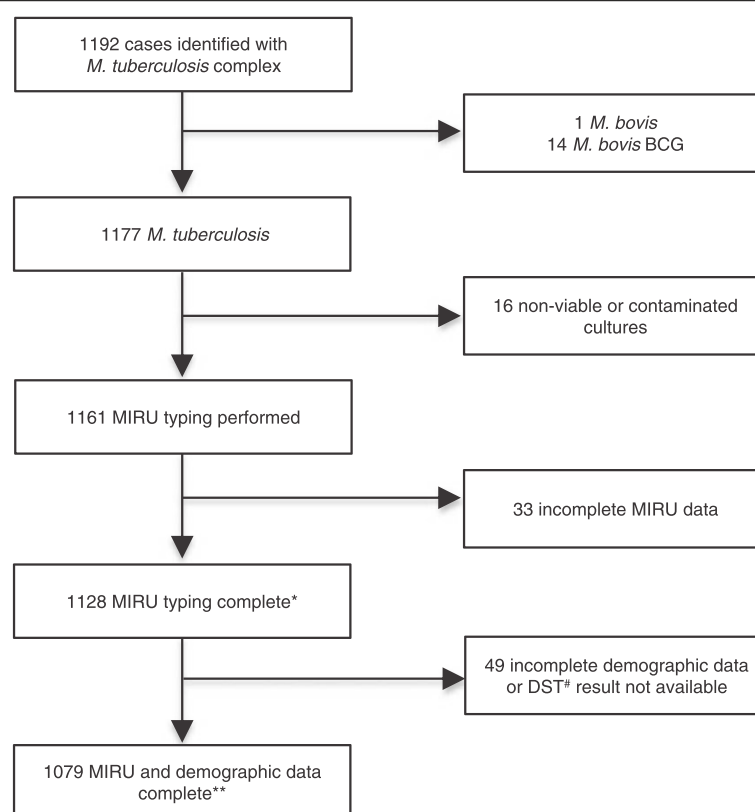 1192 cases identified with
M. tuberculosis complex
1 M. bovis
14 M. bovis BCG
1177 M. tuberculosis
16 non-viable or contaminated
cultures
1161 MIRU typing performed
33 incomplete MIRU data
1128 MIRU typing complete*
49 incomplete demographic data
or DST# result not available
1079 MIRU and demographic data
complete**